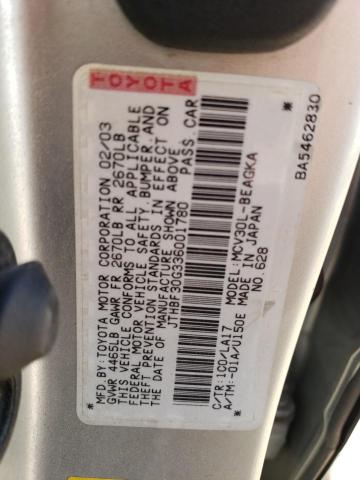 TOYOTA
MFD.BY:TOYOTA MOTOR CORPORATION 02/03
GVWR 4465LB GAWR FR 2670LB RR 2670LB
THIS VEHICLE CONFORMS TO ALL APPLICABLE
FEDERAL MOTOR VEHICLE SAFETY,BUMPER,AND
THEFT PREVENTION STANDARDS IN EFFECT ON
THE DATE OF MANUFACTURE SHOWN ABOVE.
*JTHBF30G336001780* PASS CAR
C/TR:1C0/LA17 MODEL:MCV30L-BEAGKA
A/TM:-01A/U150E MADE IN JAPAN
NO.628
BA5462830